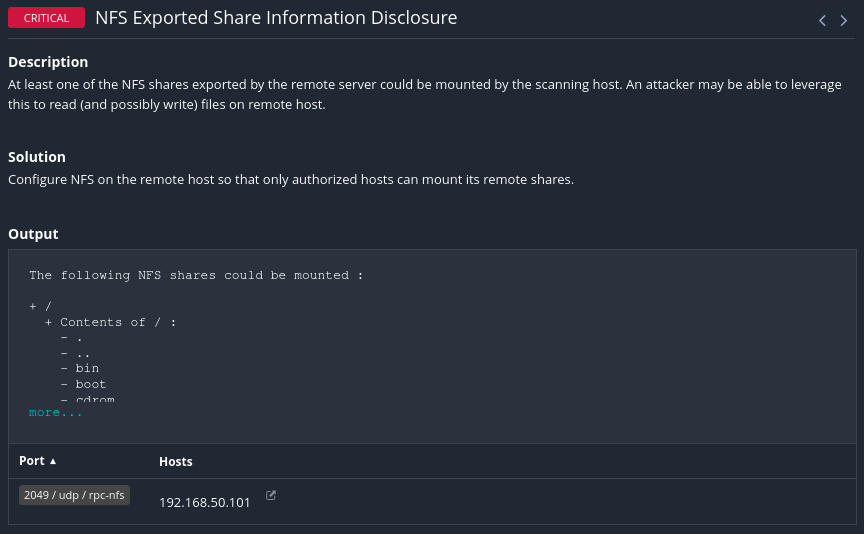 CRITICAL NFS Exported Share Information Disclosure
Description
At least one of the NFS shares exported by the remote server could be mounted by the scanning host. An attacker may be able to leverage
this to read (and possibly write) files on remote host.
Solution
Configure NFS on the remote host so that only authorized hosts can mount its remote shares.
Output
The following NFS shares could be mounted :
+ /
+ Contents of / :
- .
- ..
- bin
- boot
- cdrom
more...
Port ▲ Hosts
2049 / udp / rpc-nfs 192.168.50.101